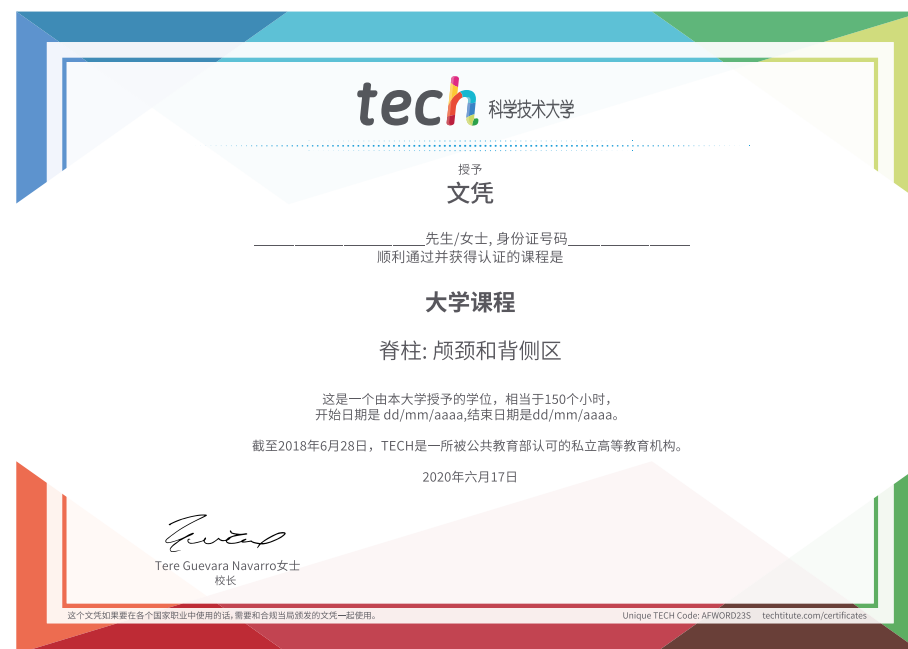 tech 科学技术大学
授予
文凭
先生/女士, 身份证号码
顺利通过并获得认证的课程是
大学课程
脊柱: 颅颈和背侧区
这是一个由本大学授予的学位，相当于150个小时，
开始日期是 dd/mm/aaaa,结束日期是dd/mm/aaaa。
截至2018年6月28日，TECH是一所被公共教育部认可的私立高等教育机构。
2020年六月17日
Tere Guevara Navarro女士
校长
这个文凭如果要在各个国家职业中使用的话,需要和合规当局颁发的文凭一起使用。
Unique TECH Code: AFWORD23S techtitute.com/certificates